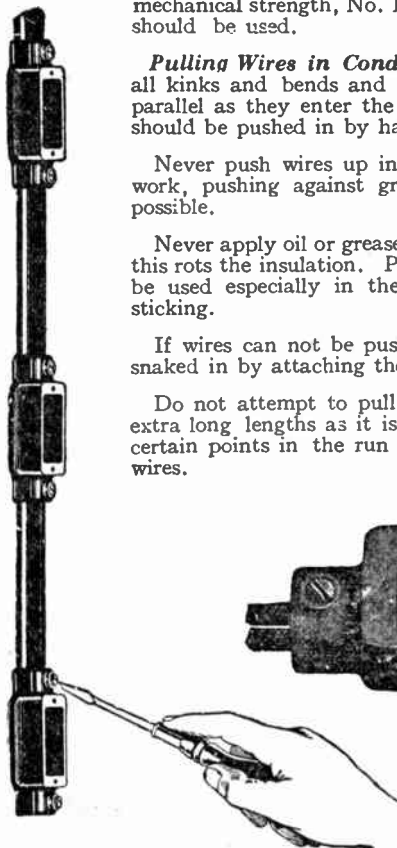 mechanical strength, No. 1
should be used.
Pulling Wires in Cond
all kinks and bends and
parallel as they enter the
should be pushed in by ha
Never push wires up in
work, pushing against gr
possible.
Never apply oil or grease
this rots the insulation. P
be used especially in the
sticking.
If wires can not be pus
snaked in by attaching the
Do not attempt to pull
extra long lengths as it is
certain points in the run
wires.